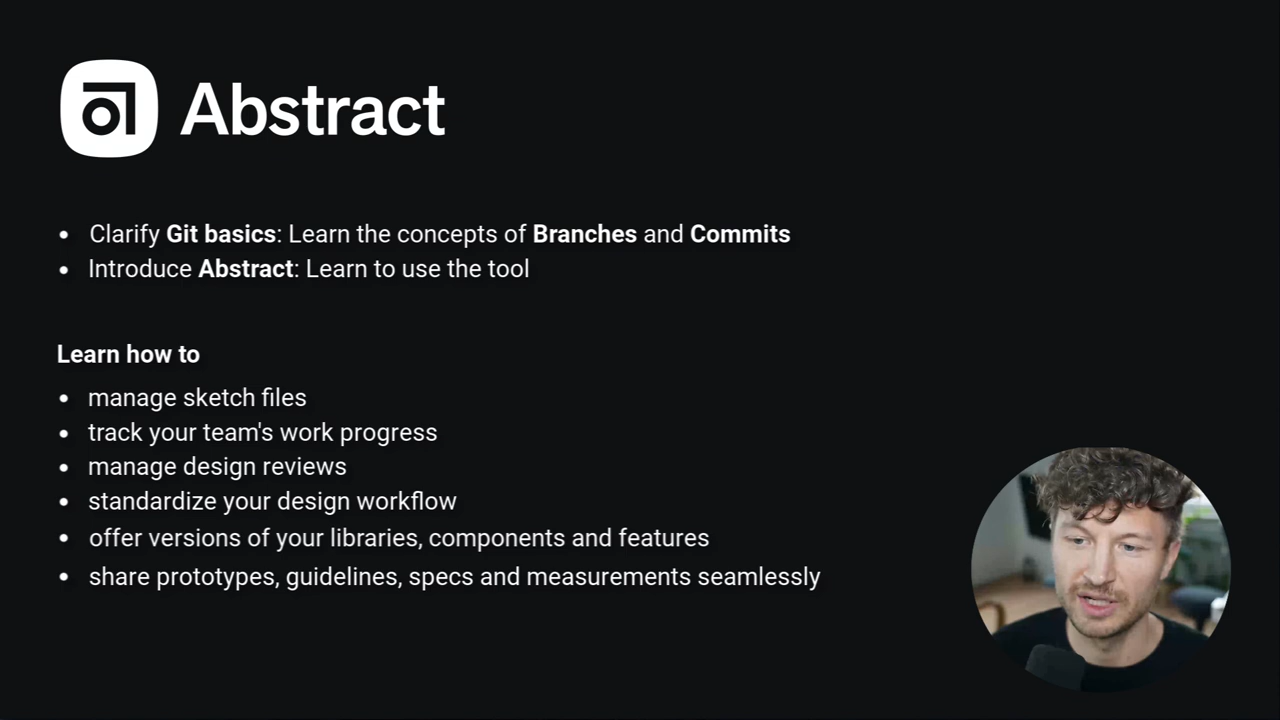 Abstract
• Clarify Git basics: Learn the concepts of Branches and Commits
• Introduce Abstract: Learn to use the tool
Learn how to
• manage sketch files
• track your team's work progress
• manage design reviews
• standardize your design workflow
• offer versions of your libraries, components and features
• share prototypes, guidelines, specs and measurements seamlessly